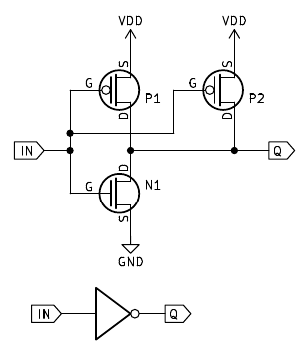 VDD VDD
S S
G P1 G P2
D D
IN D Q
G N1
S
GND
IN Q